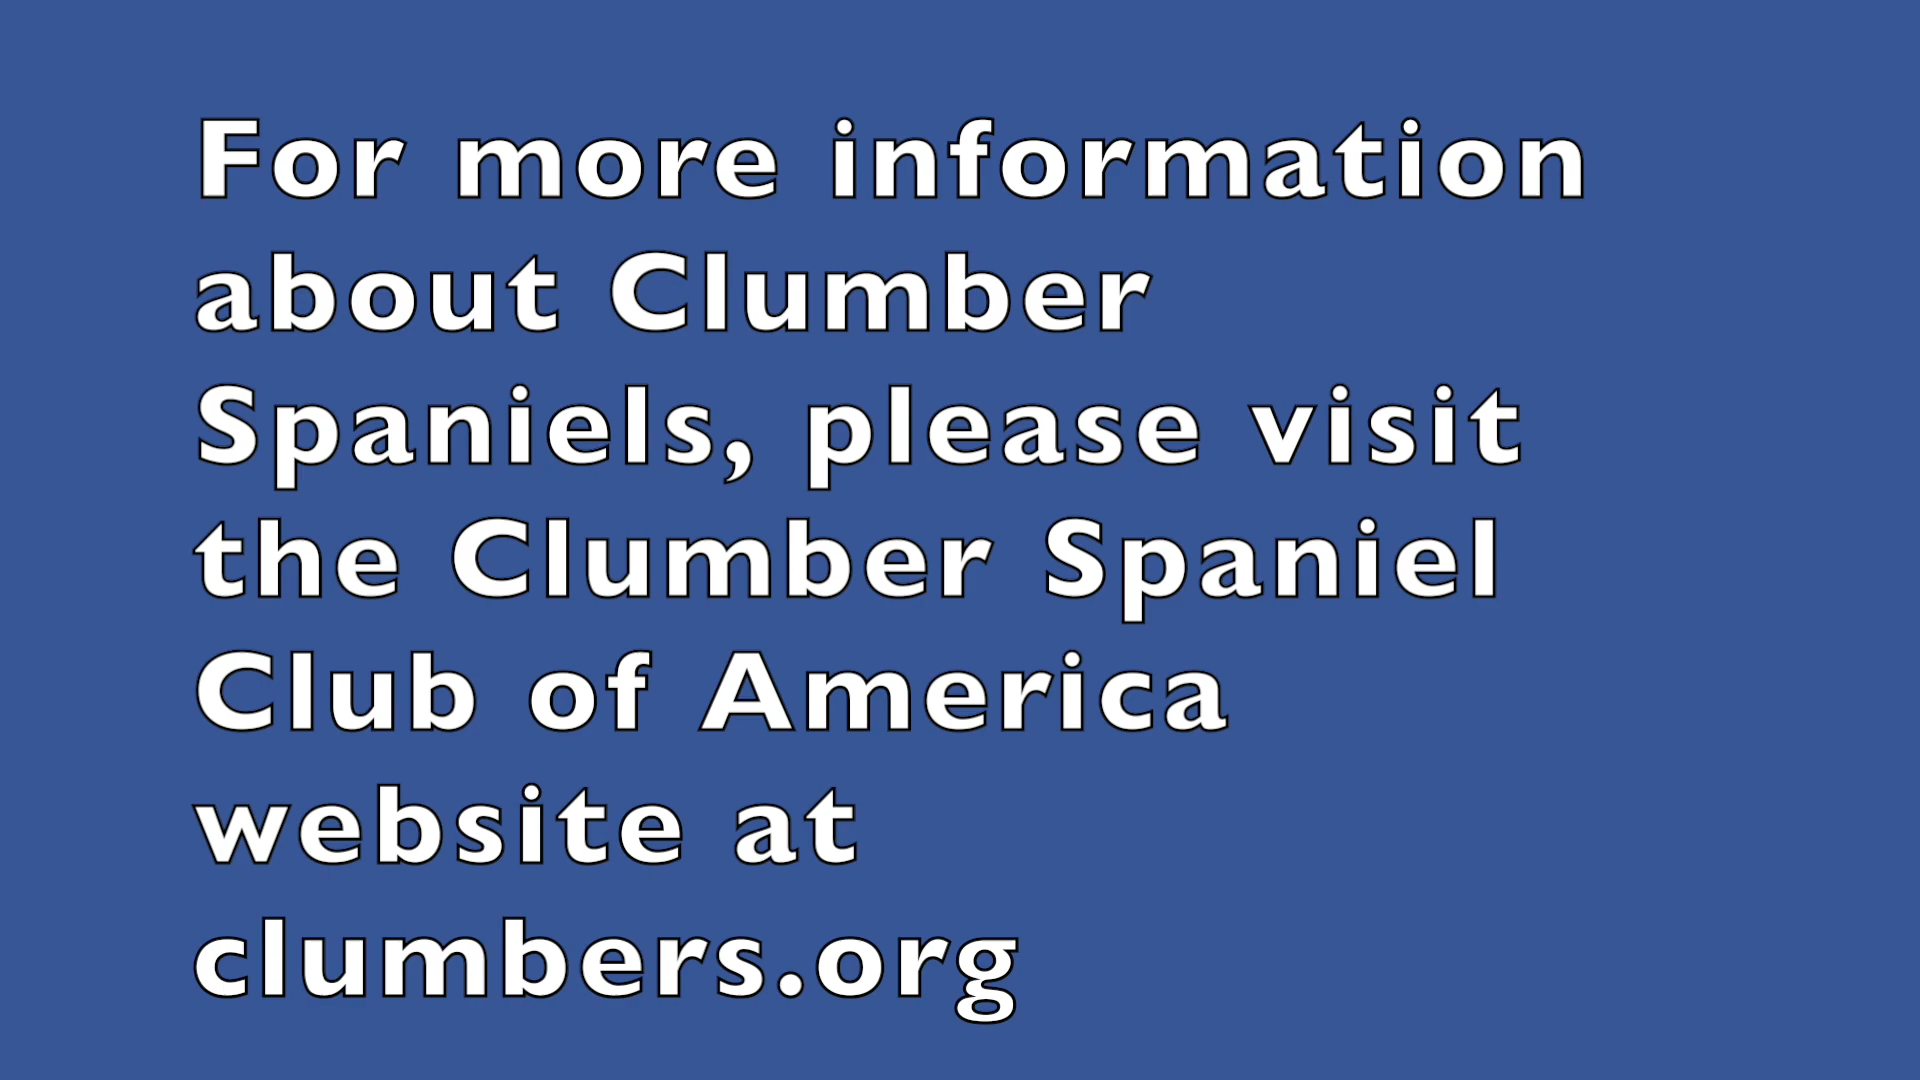 For more information
about Clumber
Spaniels, please visit
the Clumber Spaniel
Club of America
website at
clumbers.org